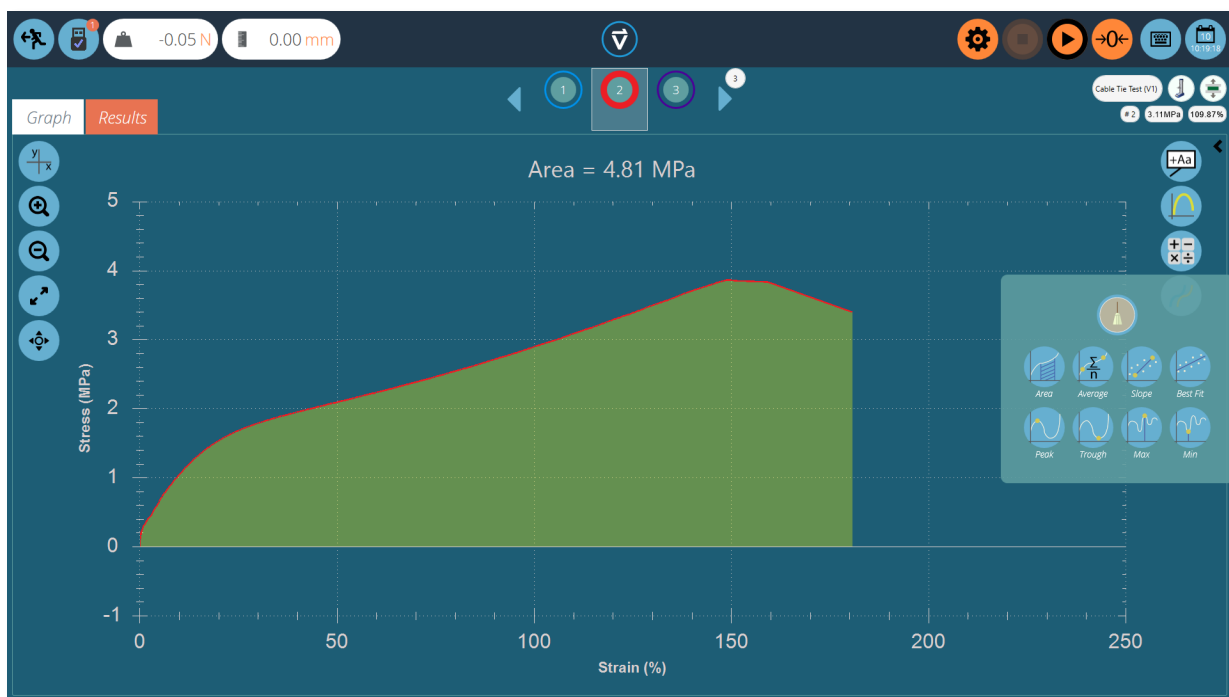 1
-0.05 N
0.00 mm
→0←
10
10:19:18
1
2
3
3
Cable Tie Test (V1)
# 2
3.11MPa
109.87%
Graph
Results
y
x
+Aa
Area = 4.81 MPa
5
4
3
2
1
0
-1
Stress (MPa)
0
50
100
150
200
250
Strain (%)
Σ
n
Area
Average
Slope
Best Fit
Peak
Trough
Max
Min